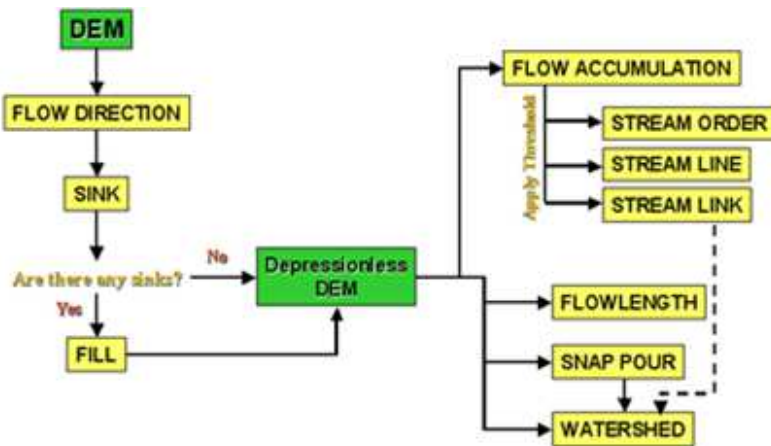 DEM
FLOW DIRECTION
SINK
Are there any sinks?
No
Yes
FILL
Depressionless
DEM
FLOW ACCUMULATION
Apply Threshold
STREAM ORDER
STREAM LINE
STREAM LINK
FLOWLENGTH
SNAP POUR
WATERSHED